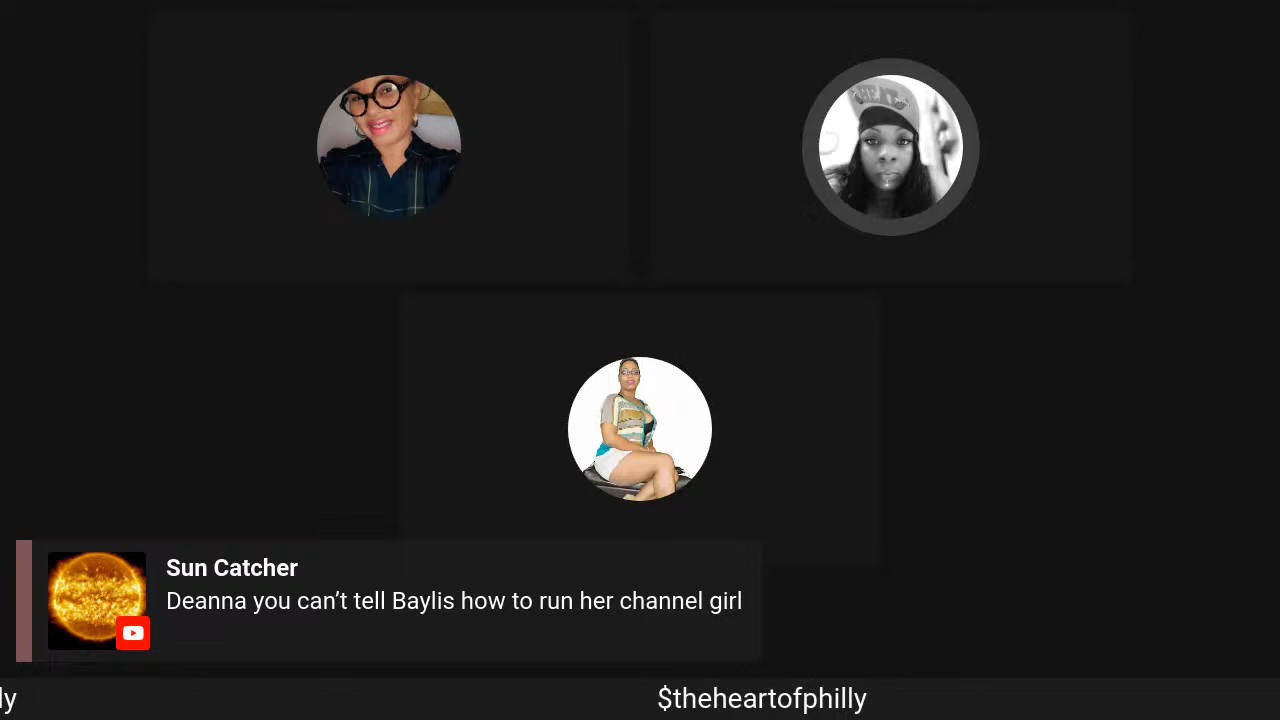 Sun Catcher
Deanna you can’t tell Baylis how to run her channel girl
ly
$theheartofphilly